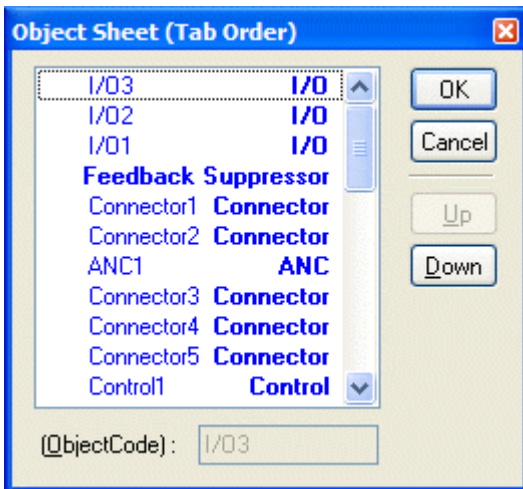 Object Sheet (Tab Order)
I/O3 I/O
I/O2 I/O
I/O1 I/O
Feedback Suppressor
Connector1 Connector
Connector2 Connector
ANC1 ANC
Connector3 Connector
Connector4 Connector
Connector5 Connector
Control1 Control
OK
Cancel
Up
Down
(ObjectCode) : I/O3